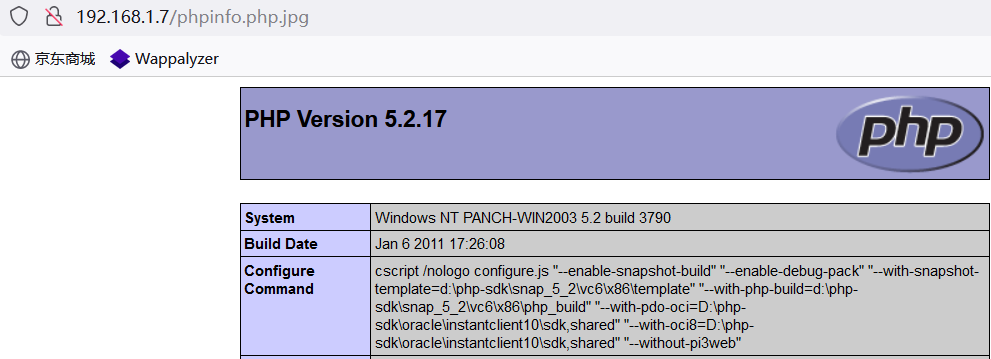 192.168.1.7/phpinfo.php.jpg
京东商城 Wappalyzer
PHP Version 5.2.17
php
System Windows NT PANCH-WIN2003 5.2 build 3790
Build Date Jan 6 2011 17:26:08
Configure Command cscript /nologo configure.js "--enable-snapshot-build" "--enable-debug-pack" "--with-snapshot-
template=d:\php-sdk\snap_5_2\vc6\x86\template" "--with-php-build=d:\php-
sdk\snap_5_2\vc6\x86\php_build" "--with-pdo-oci=D:\php-
sdk\oracle\instantclient10\sdk,shared" "--with-oci8=D:\php-
sdk\oracle\instantclient10\sdk,shared" "--without-pi3web"